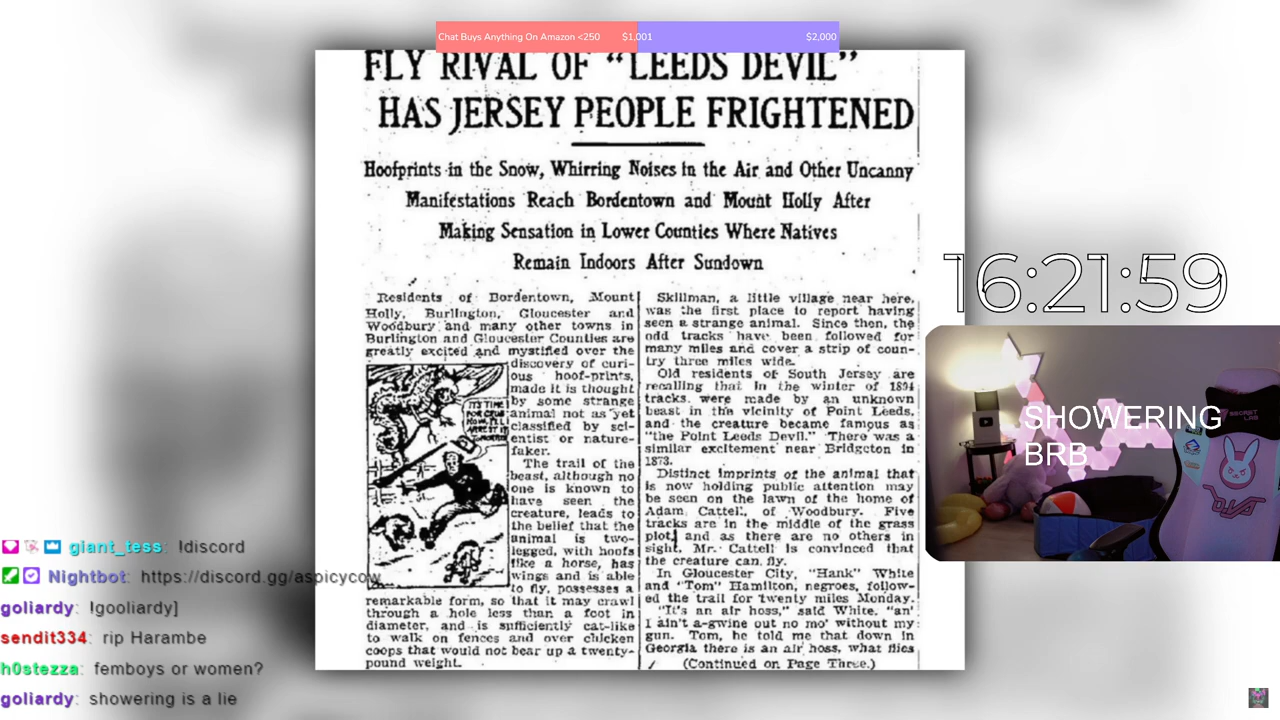 Chat Buys Anything On Amazon <250 $1,001 $2,000
FLY RIVAL OF “LEEDS DEVIL”
HAS JERSEY PEOPLE FRIGHTENED
Hoofprints in the Snow, Whirring Noises in the Air and Other Uncanny
Manifestations Reach Bordentown and Mount Holly After
Making Sensation in Lower Counties Where Natives
Remain Indoors After Sundown
Residents of Bordentown, Mount
Holly, Burlington, Gloucester and
Woodbury and many other towns in
Burlington and Gloucester Counties are
greatly excited and mystified over the
discovery of curi-
ous hoof-prints,
made it is thought
by some strange
animal not as yet
classified by sci-
entist or nature-
faker.
The trail of the
beast, although no
one is known to
have seen the
creature, leads to
the belief that the
animal is two-
legged, with hoofs
like a horse, has
wings and is able
to fly, possesses a
remarkable form, so that it may crawl
through a hole less than a foot in
diameter, and is sufficiently cat-like
to walk on fences and over chicken
coops that would not bear up a twenty-
pound weight.
IT'S TIME
Skillman, a little village near here,
was the first place to report having
seen a strange animal. Since then, the
odd tracks have been followed for
many miles and cover a strip of coun-
try three miles wide.
Old residents of South Jersey are
recalling that in the winter of 1894
tracks were made by an unknown
beast in the vicinity of Point Leeds,
and the creature became famous as
"the Point Leeds Devil." There was a
similar excitement near Bridgeton in
1873.
Distinct imprints of the animal that
is now holding public attention may
be seen on the lawn of the home of
Adam Cattell, of Woodbury. Five
tracks are in the middle of the grass
plot, and as there are no others in
sight, Mr. Cattell is convinced that
the creature can fly.
In Gloucester City, "Hank" White
and "Tom" Hamilton, negroes, follow-
ed the trail for twenty miles Monday.
"It's an air hoss," said White, "an'
I ain't a-gwine out no mo' without my
gun. Tom, he told me that down in
Georgia there is an air hoss, what flies
(Continued on Page Three.)
16:21:59
SHOWERING
BRB
SECRET
LAB
D.VA
giant_tess: !discord
Nightbot: https://discord.gg/aspicycow
goliardy: !gooliardy]
sendit334: rip Harambe
h0stezza: femboys or women?
goliardy: showering is a lie